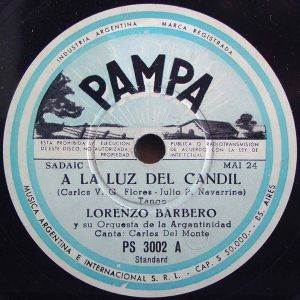 INDUSTRIA ARGENTINA MARCA REGISTRADA
PAMPA
ESTA PROHIBIDA LA EJECUCION PUBLICA O RADIOTRANSMISION
DE ESTE DISCO, NO AUTORIZADA, DE ACUERDO CON LA LEY DE
PROPIEDAD INTELECTUAL
SADAIC MAI 24
A LA LUZ DEL CANDIL
(Carlos V. G. Flores - Julio P. Navarrine)
Tango
LORENZO BARBERO
y su Orquesta de la Argentinidad
Canta: Carlos Del Monte
PS 3002 A
Standard
MUSICA ARGENTINA E INTERNACIONAL S. R. L. - CAP. $ 50.000.- BS. AIRES